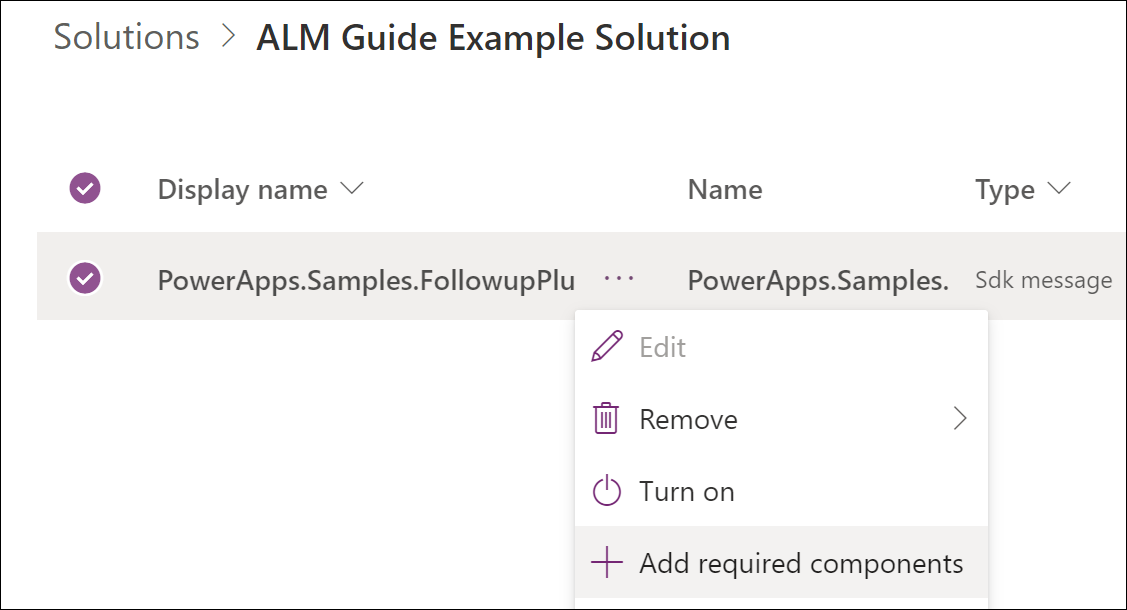 Solutions > ALM Guide Example Solution
Display name Name Type
PowerApps.Samples.FollowupPlu ··· PowerApps.Samples. Sdk message
Edit
Remove
Turn on
Add required components